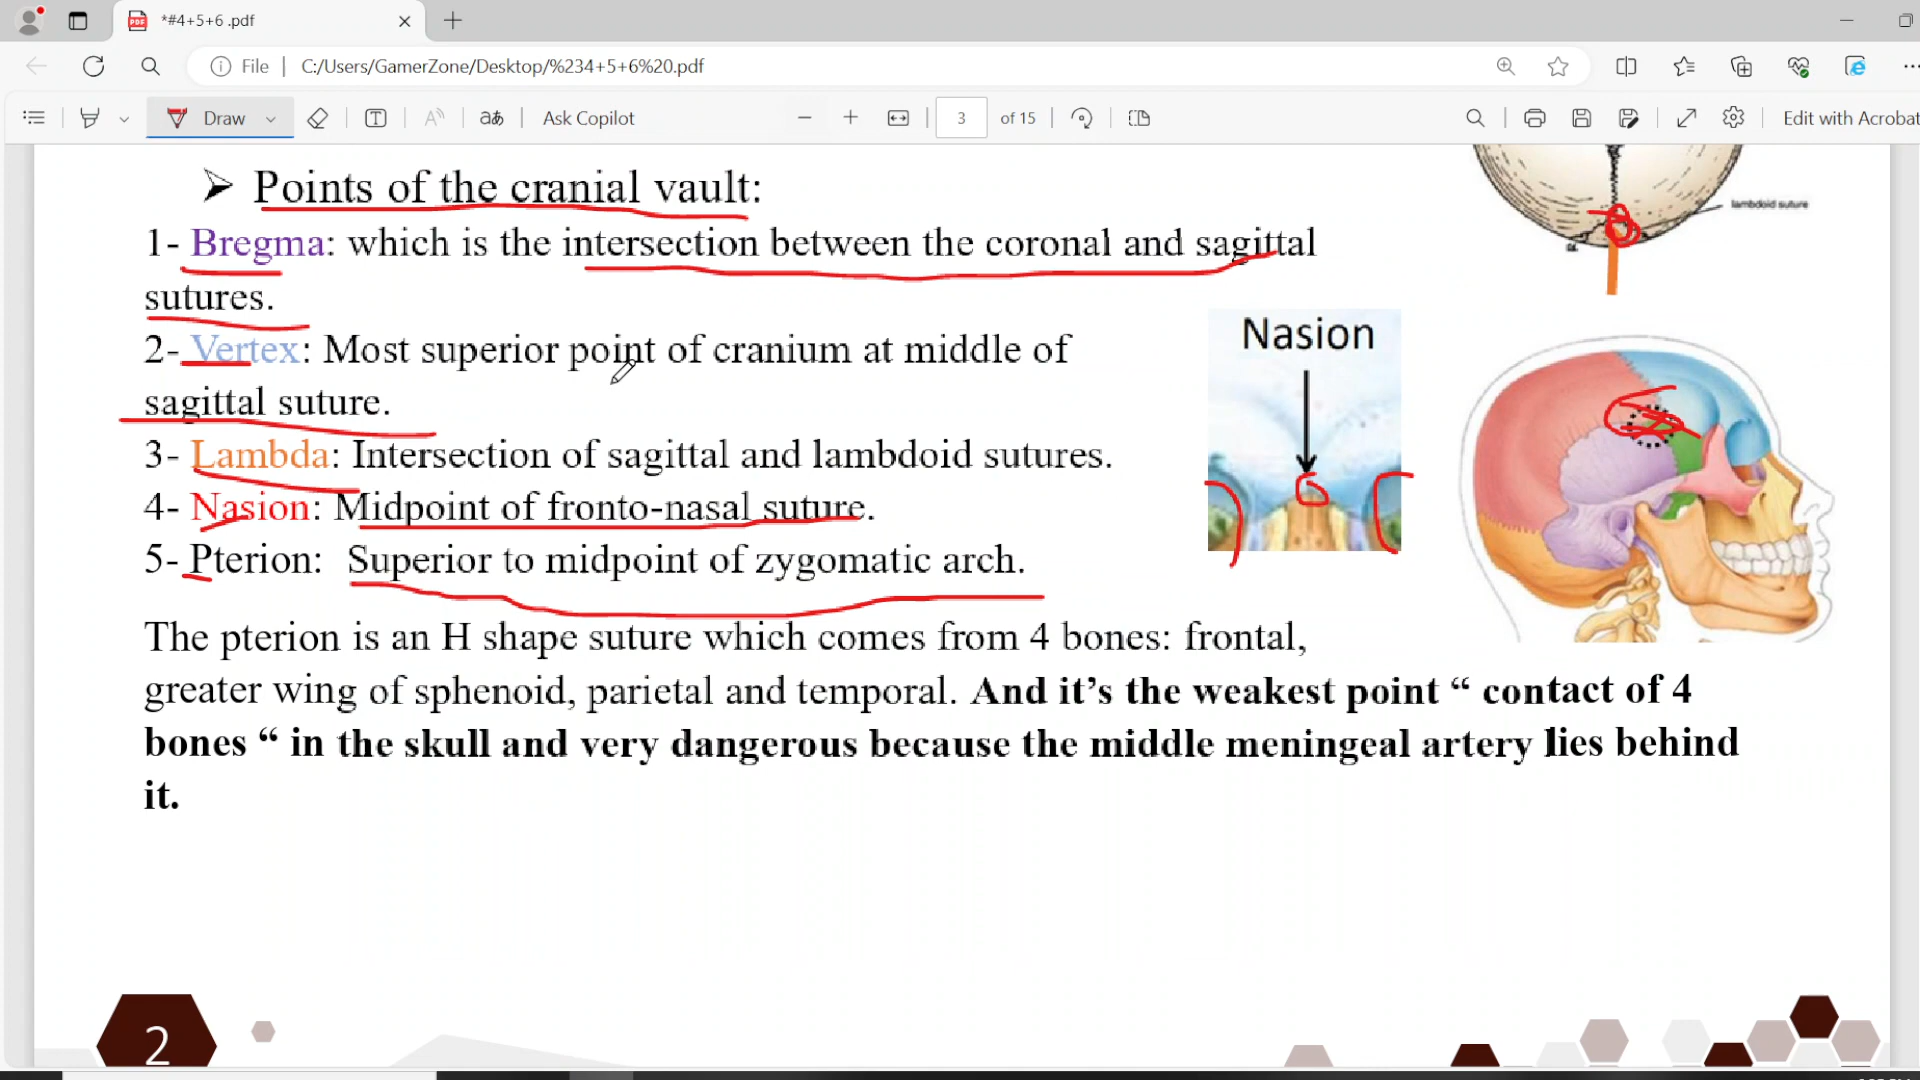 *#4+5+6 .pdf
File
C:/Users/GamerZone/Desktop/%234+5+6%20.pdf
Draw
Ask Copilot
3
of 15
Edit with Acrobat
➢ Points of the cranial vault:
lambdoid suture
1- Bregma: which is the intersection between the coronal and sagittal
sutures.
2- Vertex: Most superior point of cranium at middle of
sagittal suture.
3- Lambda: Intersection of sagittal and lambdoid sutures.
4- Nasion: Midpoint of fronto-nasal suture.
5- Pterion: Superior to midpoint of zygomatic arch.
Nasion
The pterion is an H shape suture which comes from 4 bones: frontal,
greater wing of sphenoid, parietal and temporal. And it’s the weakest point “ contact of 4
bones “ in the skull and very dangerous because the middle meningeal artery lies behind
it.
2